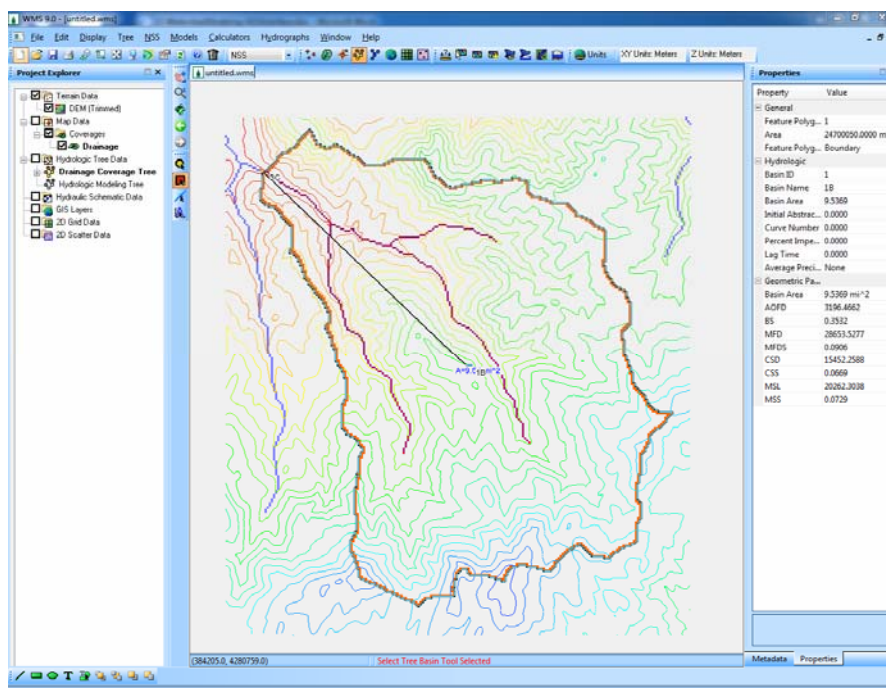 WMS 9.0 - [untitled.wms]
File Edit Display Tree NSS Models Calculators Hydrographs Window Help
NSS Units XY Units: Meters Z Units: Meters
Project Explorer
untitled.wms
Properties
Terrain Data
DEM (Trimmed)
Map Data
Coverages
Drainage
Hydrologic Tree Data
Drainage Coverage Tree
Hydrologic Modeling Tree
Hydraulic Schematic Data
GIS Layers
2D Grid Data
2D Scatter Data
1B
Property Value
General
Feature Polyg... 1
Area 24700050.0000 m
Feature Polyg... Boundary
Hydrologic
Basin ID 1
Basin Name 1B
Basin Area 9.5369
Initial Abstrac... 0.0000
Curve Number 0.0000
Percent Impe... 0.0000
Lag Time 0.0000
Average Preci... None
Geometric Pa...
Basin Area 9.5369 mi^2
AOFD 3196.4662
BS 0.3532
MFD 28653.5277
MFDS 0.0906
CSD 15452.2588
CSS 0.0669
MSL 20262.3038
MSS 0.0729
Metadata Properties
(384205.0, 4280759.0) Select Tree Basin Tool Selected
T